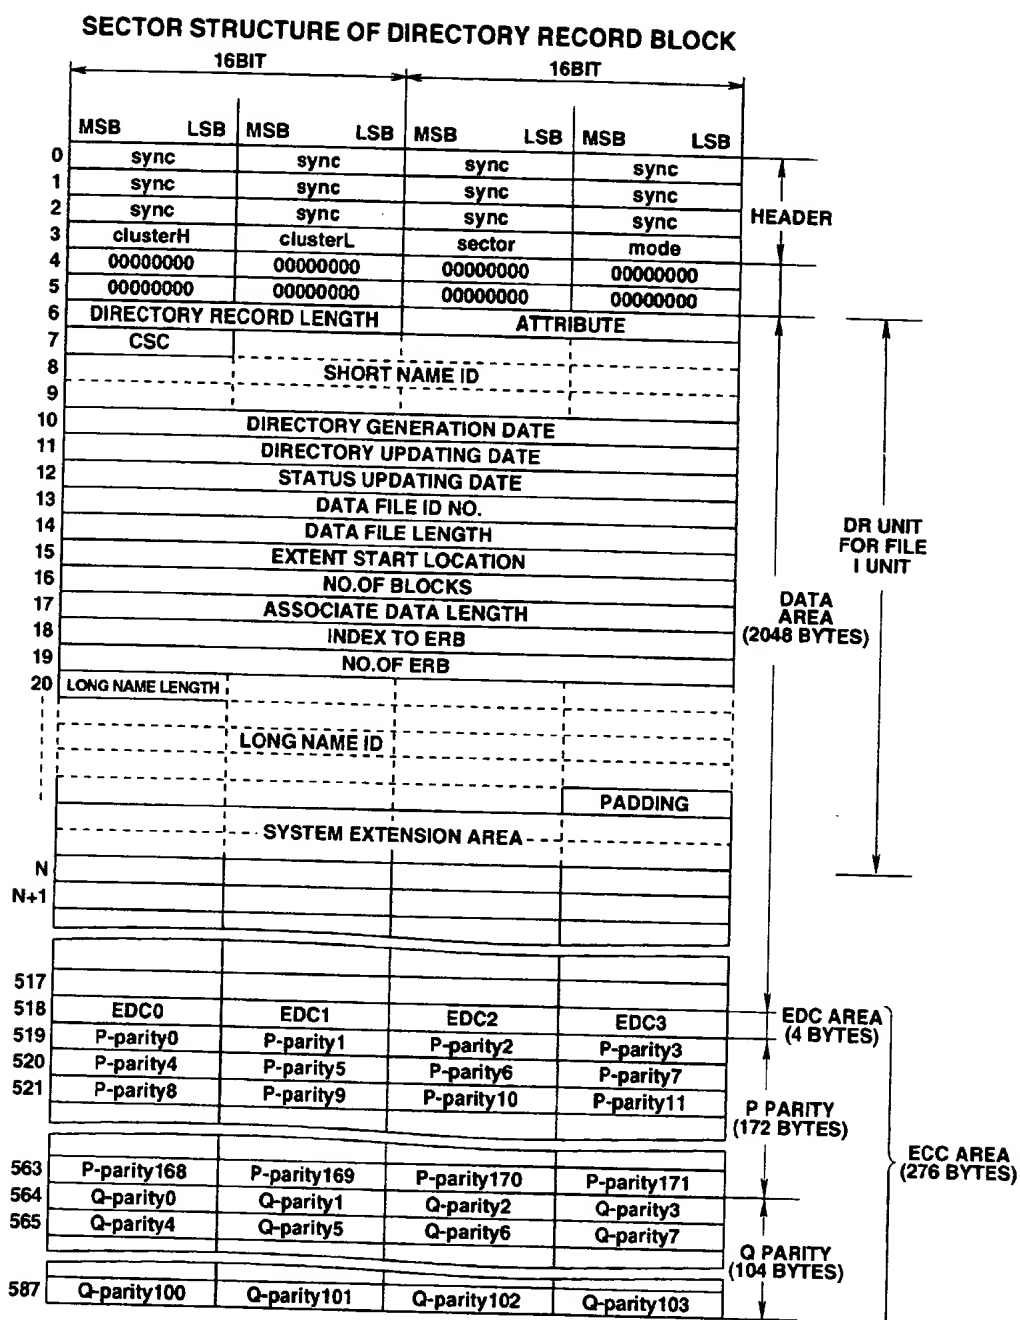 SECTOR STRUCTURE OF DIRECTORY RECORD BLOCK
16BIT 16BIT
MSB LSB MSB LSB MSB LSB MSB LSB
0 sync sync sync sync
1 sync sync sync sync
2 sync sync sync sync
HEADER
3 clusterH clusterL sector mode
4 00000000 00000000 00000000 00000000
5 00000000 00000000 00000000 00000000
6 DIRECTORY RECORD LENGTH ATTRIBUTE
7 CSC
8 SHORT NAME ID
9
10 DIRECTORY GENERATION DATE
11 DIRECTORY UPDATING DATE
12 STATUS UPDATING DATE
13 DATA FILE ID NO.
14 DATA FILE LENGTH
15 EXTENT START LOCATION
16 NO.OF BLOCKS
17 ASSOCIATE DATA LENGTH
18 INDEX TO ERB
19 NO.OF ERB
20 LONG NAME LENGTH
DR UNIT
FOR FILE
I UNIT
DATA
AREA
(2048 BYTES)
LONG NAME ID
PADDING
SYSTEM EXTENSION AREA
N
N+1
517
518 EDC0 EDC1 EDC2 EDC3
EDC AREA
(4 BYTES)
519 P-parity0 P-parity1 P-parity2 P-parity3
520 P-parity4 P-parity5 P-parity6 P-parity7
521 P-parity8 P-parity9 P-parity10 P-parity11
P PARITY
(172 BYTES)
ECC AREA
(276 BYTES)
563 P-parity168 P-parity169 P-parity170 P-parity171
564 Q-parity0 Q-parity1 Q-parity2 Q-parity3
565 Q-parity4 Q-parity5 Q-parity6 Q-parity7
Q PARITY
(104 BYTES)
587 Q-parity100 Q-parity101 Q-parity102 Q-parity103